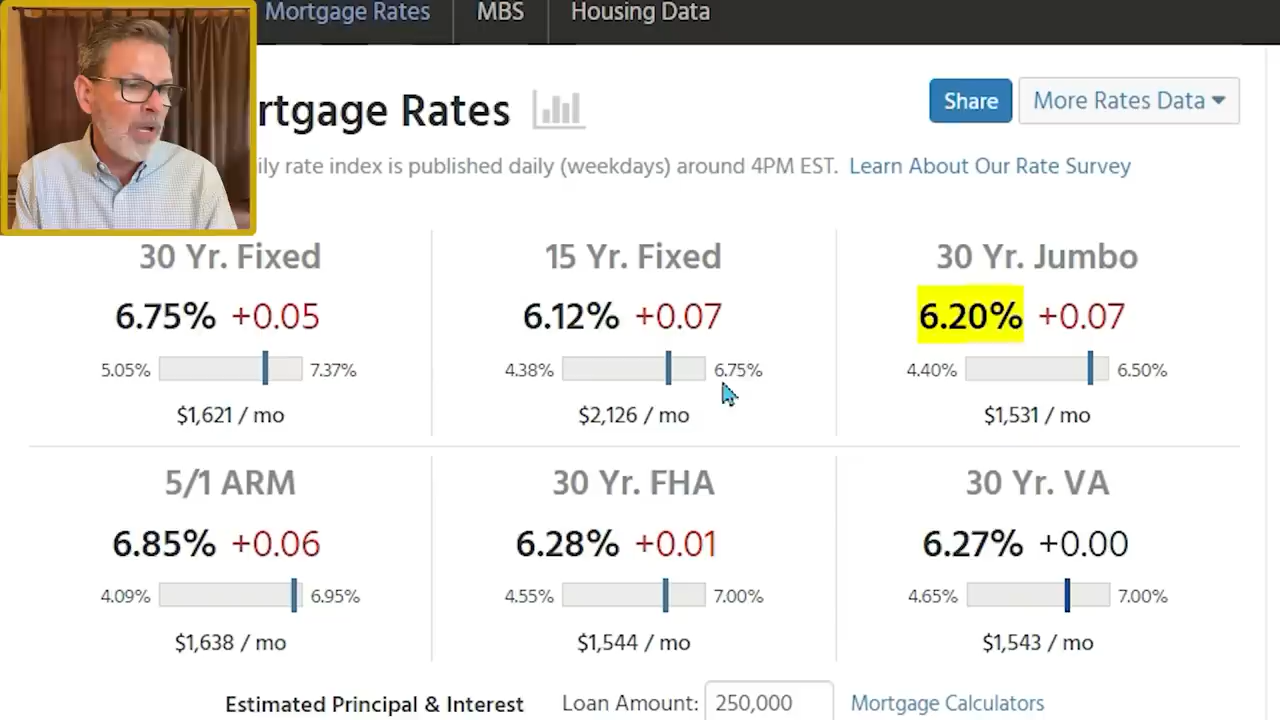 Mortgage Rates MBS Housing Data
rtgage Rates Share More Rates Data
ily rate index is published daily (weekdays) around 4PM EST. Learn About Our Rate Survey
30 Yr. Fixed 15 Yr. Fixed 30 Yr. Jumbo
6.75% +0.05 6.12% +0.07 6.20% +0.07
5.05% 7.37% 4.38% 6.75% 4.40% 6.50%
$1,621 / mo $2,126 / mo $1,531 / mo
5/1 ARM 30 Yr. FHA 30 Yr. VA
6.85% +0.06 6.28% +0.01 6.27% +0.00
4.09% 6.95% 4.55% 7.00% 4.65% 7.00%
$1,638 / mo $1,544 / mo $1,543 / mo
Estimated Principal & Interest Loan Amount: 250,000 Mortgage Calculators